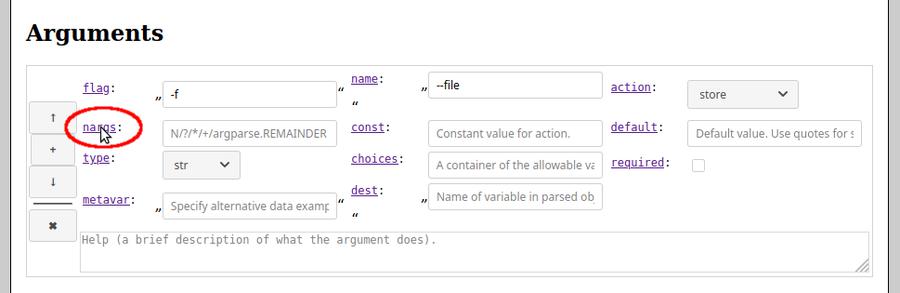 Arguments
flag: „ -f “ name: „ --file “ action: store
nargs: N/?/*/+/argparse.REMAINDER const: Constant value for action. default: Default value. Use quotes for s
type: str choices: A container of the allowable va required:
metavar: „ Specify alternative data examp “ dest: „ Name of variable in parsed ob “
Help (a brief description of what the argument does).